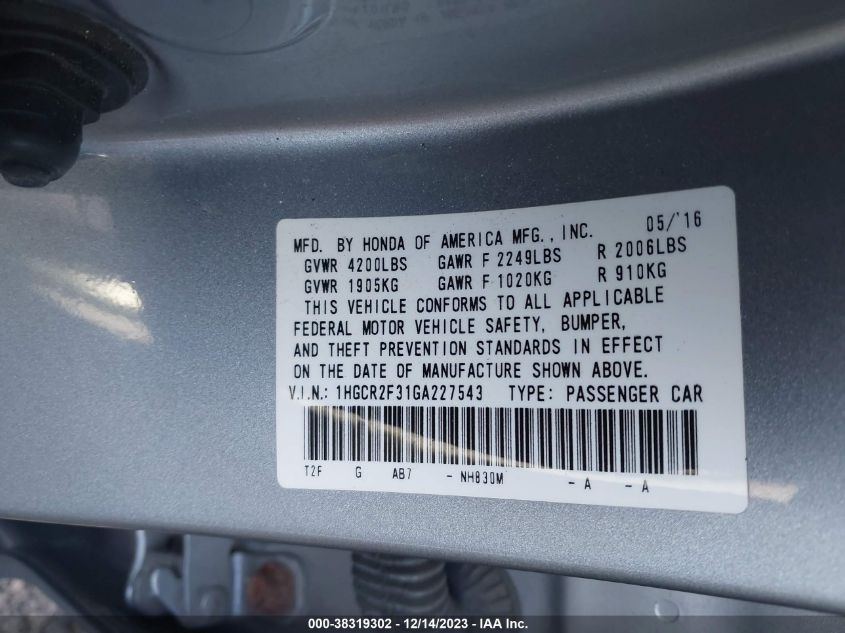 MFD. BY HONDA OF AMERICA MFG., INC. 05/'16
GVWR 4200LBS GAWR F 2249LBS R 2006LBS
GVWR 1905KG GAWR F 1020KG R 910KG
THIS VEHICLE CONFORMS TO ALL APPLICABLE
FEDERAL MOTOR VEHICLE SAFETY, BUMPER,
AND THEFT PREVENTION STANDARDS IN EFFECT
ON THE DATE OF MANUFACTURE SHOWN ABOVE.
V.I.N.: 1HGCR2F31GA227543 TYPE: PASSENGER CAR
T2F G AB7 - NH830M - A - A
000-38319302 - 12/14/2023 - IAA Inc.